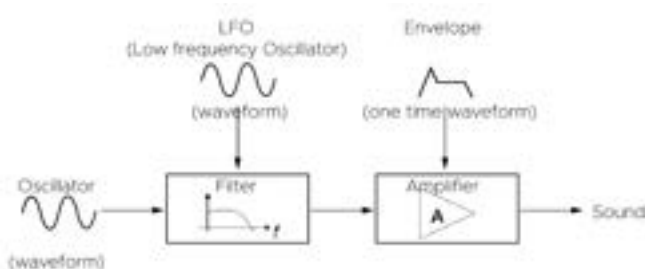 LFO
(Low frequency Oscillator)
(waveform)
Envelope
(one time waveform)
Oscillator
(waveform)
Filter
f
Amplifier
A
Sound